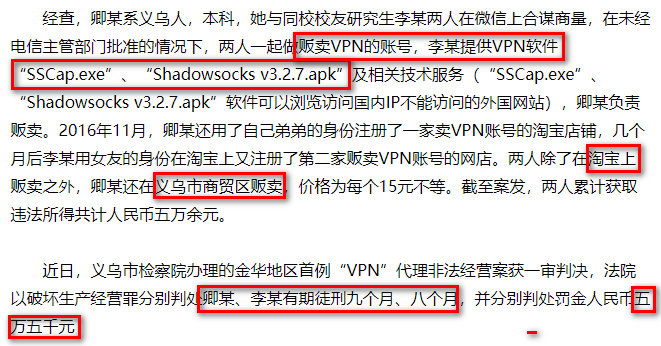 经查，卿某系义乌人，本科，她与同校校友研究生李某两人在微信上合谋商量，在未经
电信主管部门批准的情况下，两人一起做贩卖VPN的账号，李某提供VPN软件
“SSCap.exe”、“Shadowsocks v3.2.7.apk”及相关技术服务（“SSCap.exe”、
“Shadowsocks v3.2.7.apk”软件可以浏览访问国内IP不能访问的外国网站），卿某负责
贩卖。2016年11月，卿某还用了自己弟弟的身份注册了一家卖VPN账号的淘宝店铺，几个
月后李某用女友的身份在淘宝上又注册了第二家贩卖VPN账号的网店。两人除了在淘宝上
贩卖之外，卿某还在义乌市商贸区贩卖，价格为每个15元不等。截至案发，两人累计获取
违法所得共计人民币五万余元。
近日，义乌市检察院办理的金华地区首例“VPN”代理非法经营案获一审判决，法院
以破坏生产经营罪分别判处卿某、李某有期徒刑九个月、八个月，并分别判处罚金人民币五
万五千元